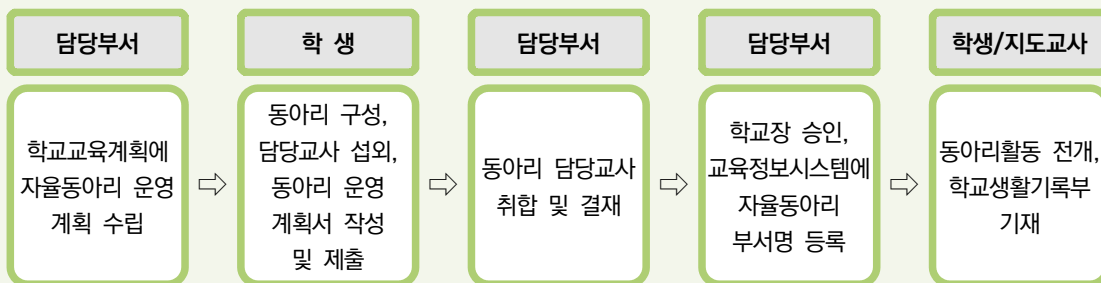 담당부서
학교교육계획에
자율동아리 운영
계획 수립
⇨
학 생
동아리 구성,
담당교사 섭외,
동아리 운영
계획서 작성
및 제출
⇨
담당부서
동아리 담당교사
취합 및 결재
⇨
담당부서
학교장 승인,
교육정보시스템에
자율동아리
부서명 등록
⇨
학생/지도교사
동아리활동 전개,
학교생활기록부
기재